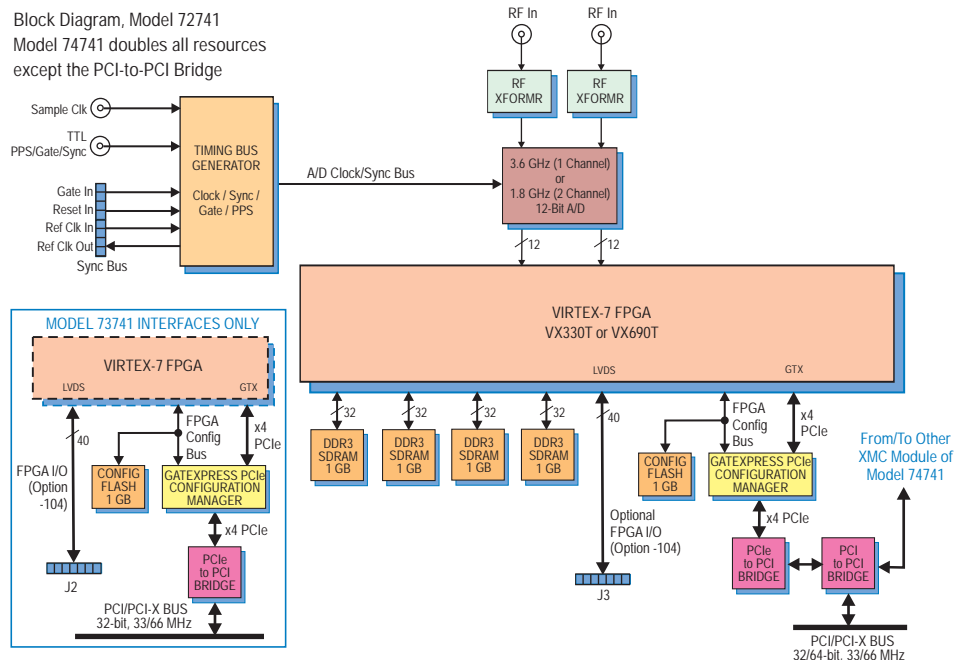 Block Diagram, Model 72741
Model 74741 doubles all resources
except the PCI-to-PCI Bridge
RF In
RF In
RF
XFORMR
RF
XFORMR
Sample Clk
TTL
PPS/Gate/Sync
Gate In
Reset In
Ref Clk In
Ref Clk Out
Sync Bus
TIMING BUS
GENERATOR
Clock / Sync /
Gate / PPS
A/D Clock/Sync Bus
3.6 GHz (1 Channel)
or
1.8 GHz (2 Channel)
12-Bit A/D
12
12
VIRTEX-7 FPGA
VX330T or VX690T
LVDS
GTX
32
32
32
32
40
DDR3
SDRAM
1 GB
DDR3
SDRAM
1 GB
DDR3
SDRAM
1 GB
DDR3
SDRAM
1 GB
Optional
FPGA I/O
(Option -104)
J3
FPGA
Config
Bus
x4
PCIe
CONFIG
FLASH
1 GB
GATEXPRESS PCIe
CONFIGURATION
MANAGER
x4 PCIe
PCIe
to PCI
BRIDGE
PCI
to PCI
BRIDGE
From/To Other
XMC Module of
Model 74741
PCI/PCI-X BUS
32/64-bit, 33/66 MHz
MODEL 73741 INTERFACES ONLY
VIRTEX-7 FPGA
LVDS
GTX
40
FPGA
Config
Bus
x4
PCIe
FPGA I/O
(Option
-104)
CONFIG
FLASH
1 GB
GATEXPRESS PCIe
CONFIGURATION
MANAGER
x4 PCIe
PCIe
to PCI
BRIDGE
J2
PCI/PCI-X BUS
32-bit, 33/66 MHz